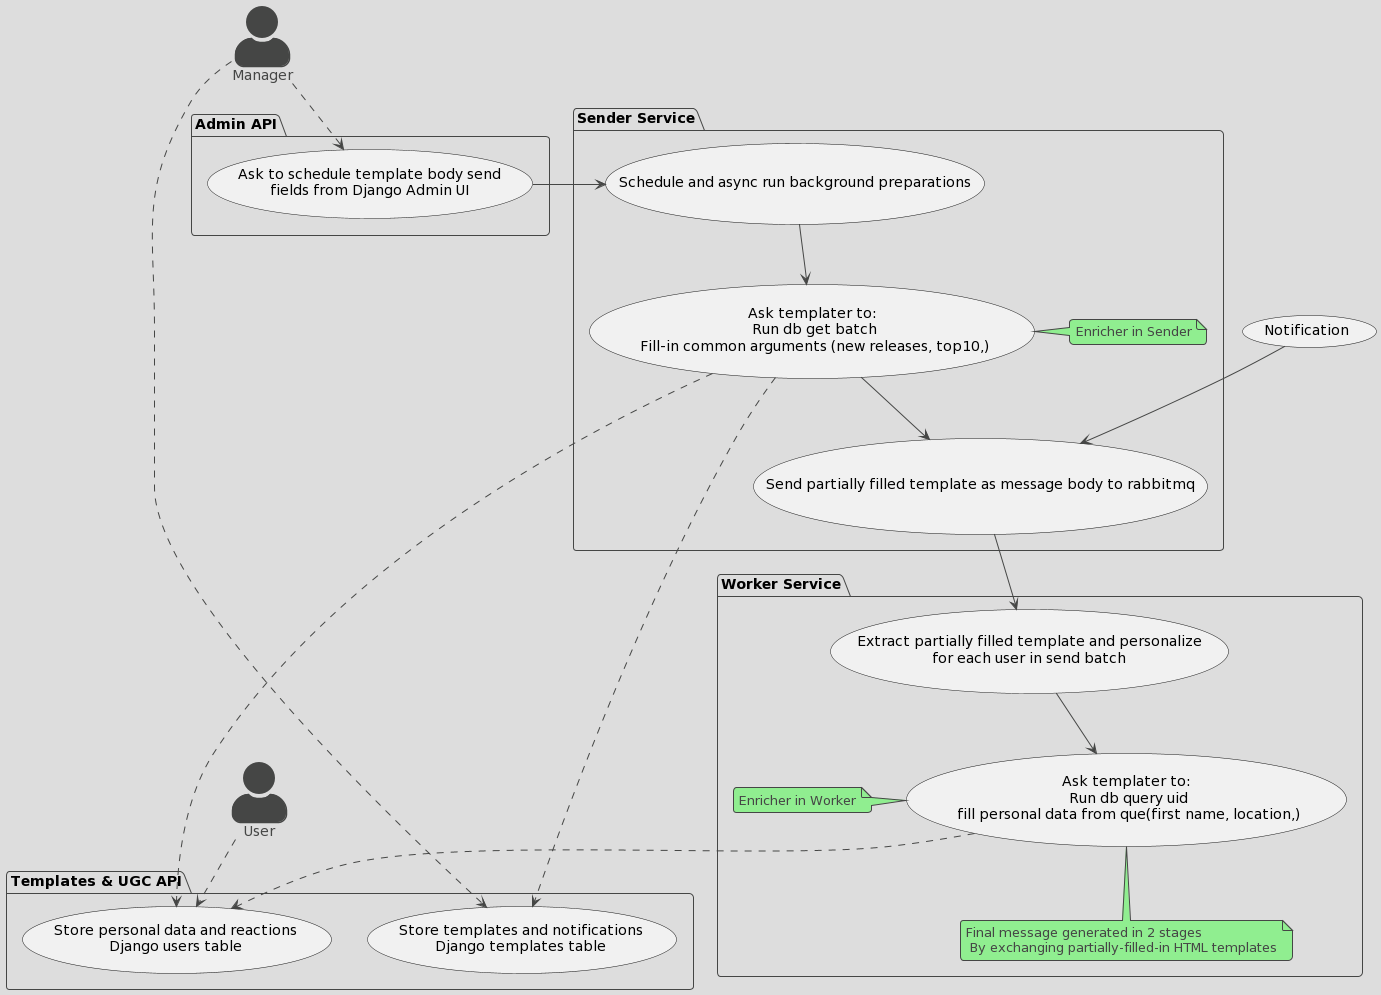 Manager
Admin API
Ask to schedule template body send
fields from Django Admin UI
Sender Service
Schedule and async run background preparations
Ask templater to:
Run db get batch
Fill-in common arguments (new releases, top10,)
Enricher in Sender
Notification
Send partially filled template as message body to rabbitmq
Worker Service
Extract partially filled template and personalize
for each user in send batch
Ask templater to:
Run db query uid
fill personal data from que(first name, location,)
Enricher in Worker
Final message generated in 2 stages
By exchanging partially-filled-in HTML templates
User
Templates & UGC API
Store personal data and reactions
Django users table
Store templates and notifications
Django templates table